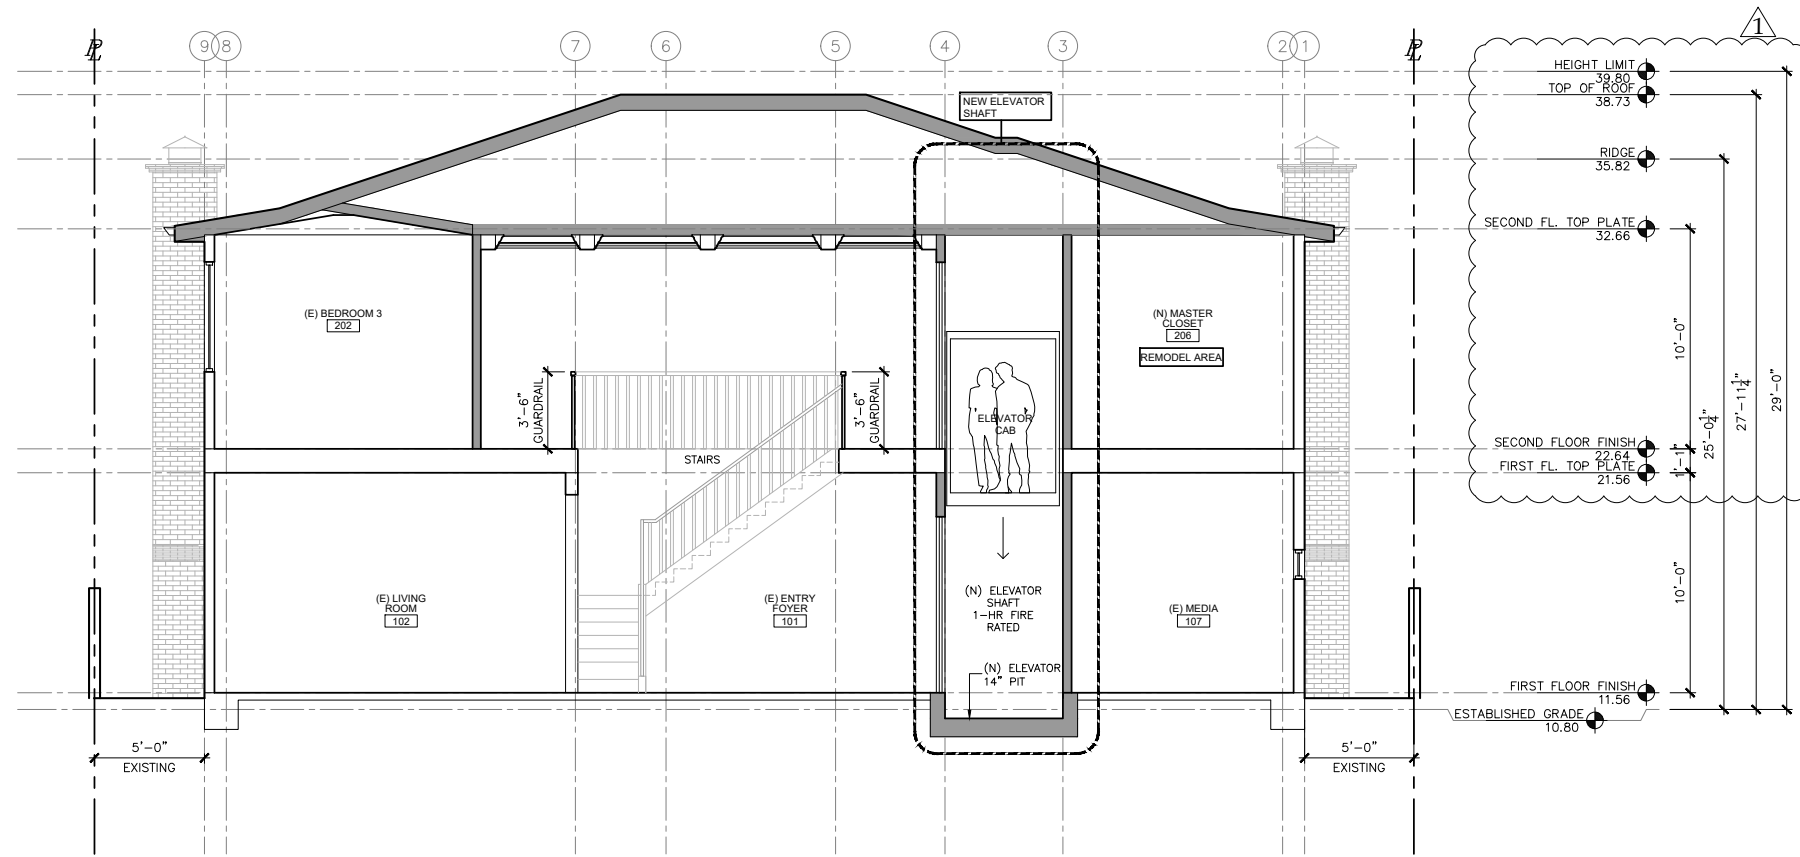 1
PL
9
8
7
6
5
4
3
2
1
PL
HEIGHT LIMIT
39.80
TOP OF ROOF
38.73
NEW ELEVATOR
SHAFT
RIDGE
35.82
SECOND FL. TOP PLATE
32.66
(E) BEDROOM 3
202
(N) MASTER
CLOSET
206
REMODEL AREA
10'-0"
3'-6"
GUARDRAIL
3'-6"
GUARDRAIL
ELEVATOR
CAB
25'-0½"
27'-11¼"
29'-0"
STAIRS
SECOND FLOOR FINISH
22.64
FIRST FL. TOP PLATE
21.56
1'-1"
(E) LIVING
ROOM
102
(E) ENTRY
FOYER
101
(N) ELEVATOR
SHAFT
1-HR FIRE
RATED
(E) MEDIA
107
10'-0"
(N) ELEVATOR
14" PIT
FIRST FLOOR FINISH
11.56
ESTABLISHED GRADE
10.80
5'-0"
EXISTING
5'-0"
EXISTING